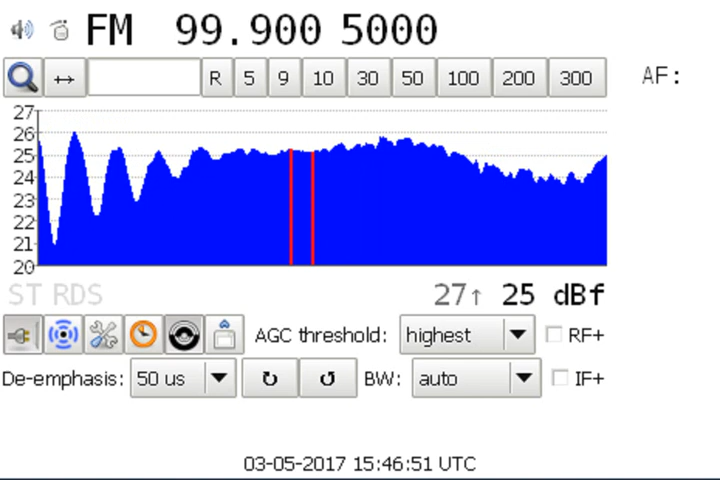 FM 99.900 5000
R 5 9 10 30 50 100 200 300 AF:
27
26
25
24
23
22
21
20
ST RDS 27↑ 25 dBf
AGC threshold: highest RF+
De-emphasis: 50 us ↻ ↺ BW: auto IF+
03-05-2017 15:46:51 UTC